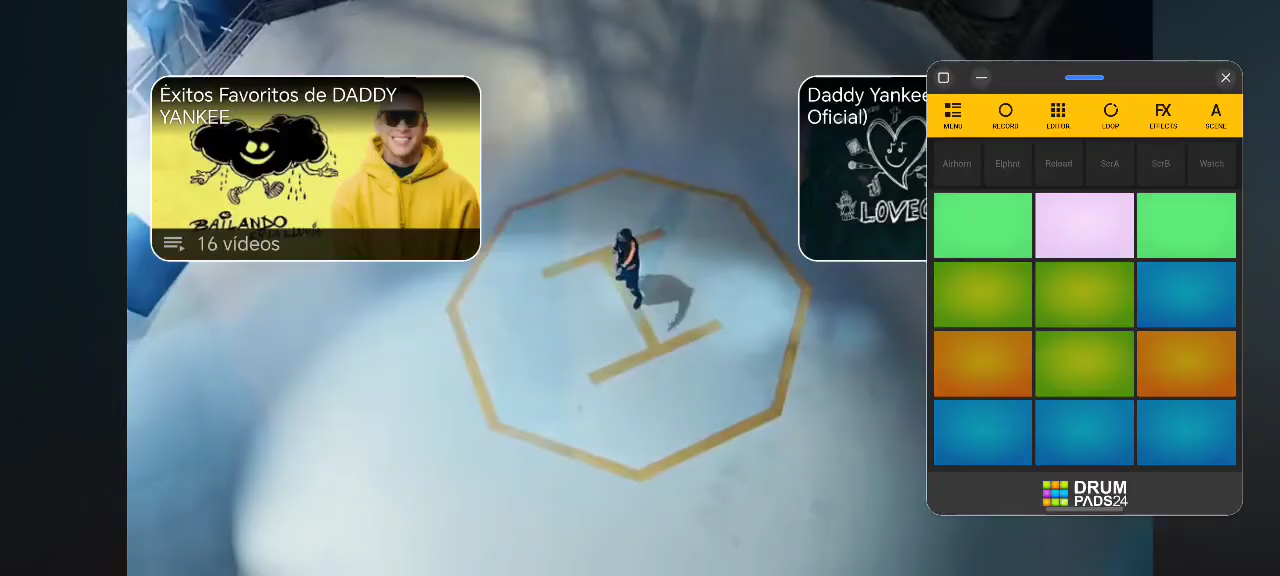 Éxitos Favoritos de DADDY
YANKEE
BAILANDO
16 vídeos
Daddy Yankee
Oficial)
LOVE
MENU
RECORD
EDITOR
LOOP
FX
EFFECTS
A
SCENE
Airhorn
Elphnt
Reload
ScrA
ScrB
Watch
DRUM
PADS24